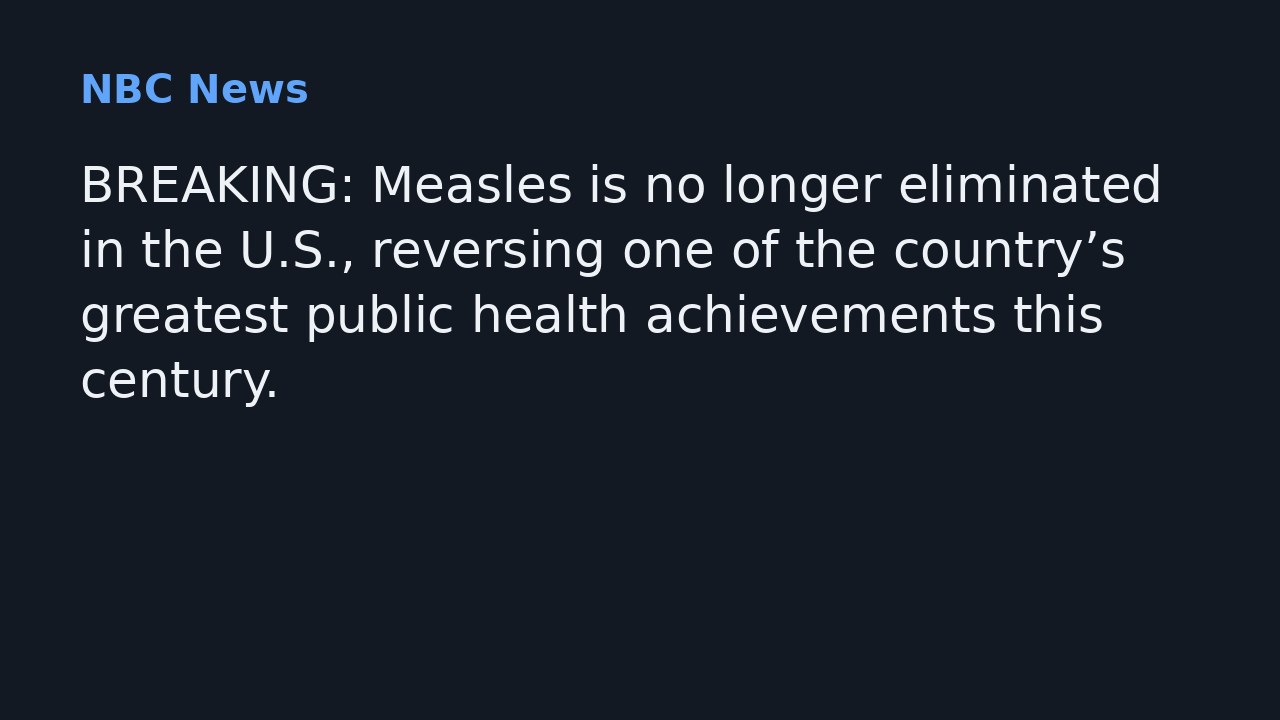 NBC News
BREAKING: Measles is no longer eliminated
in the U.S., reversing one of the country’s
greatest public health achievements this
century.